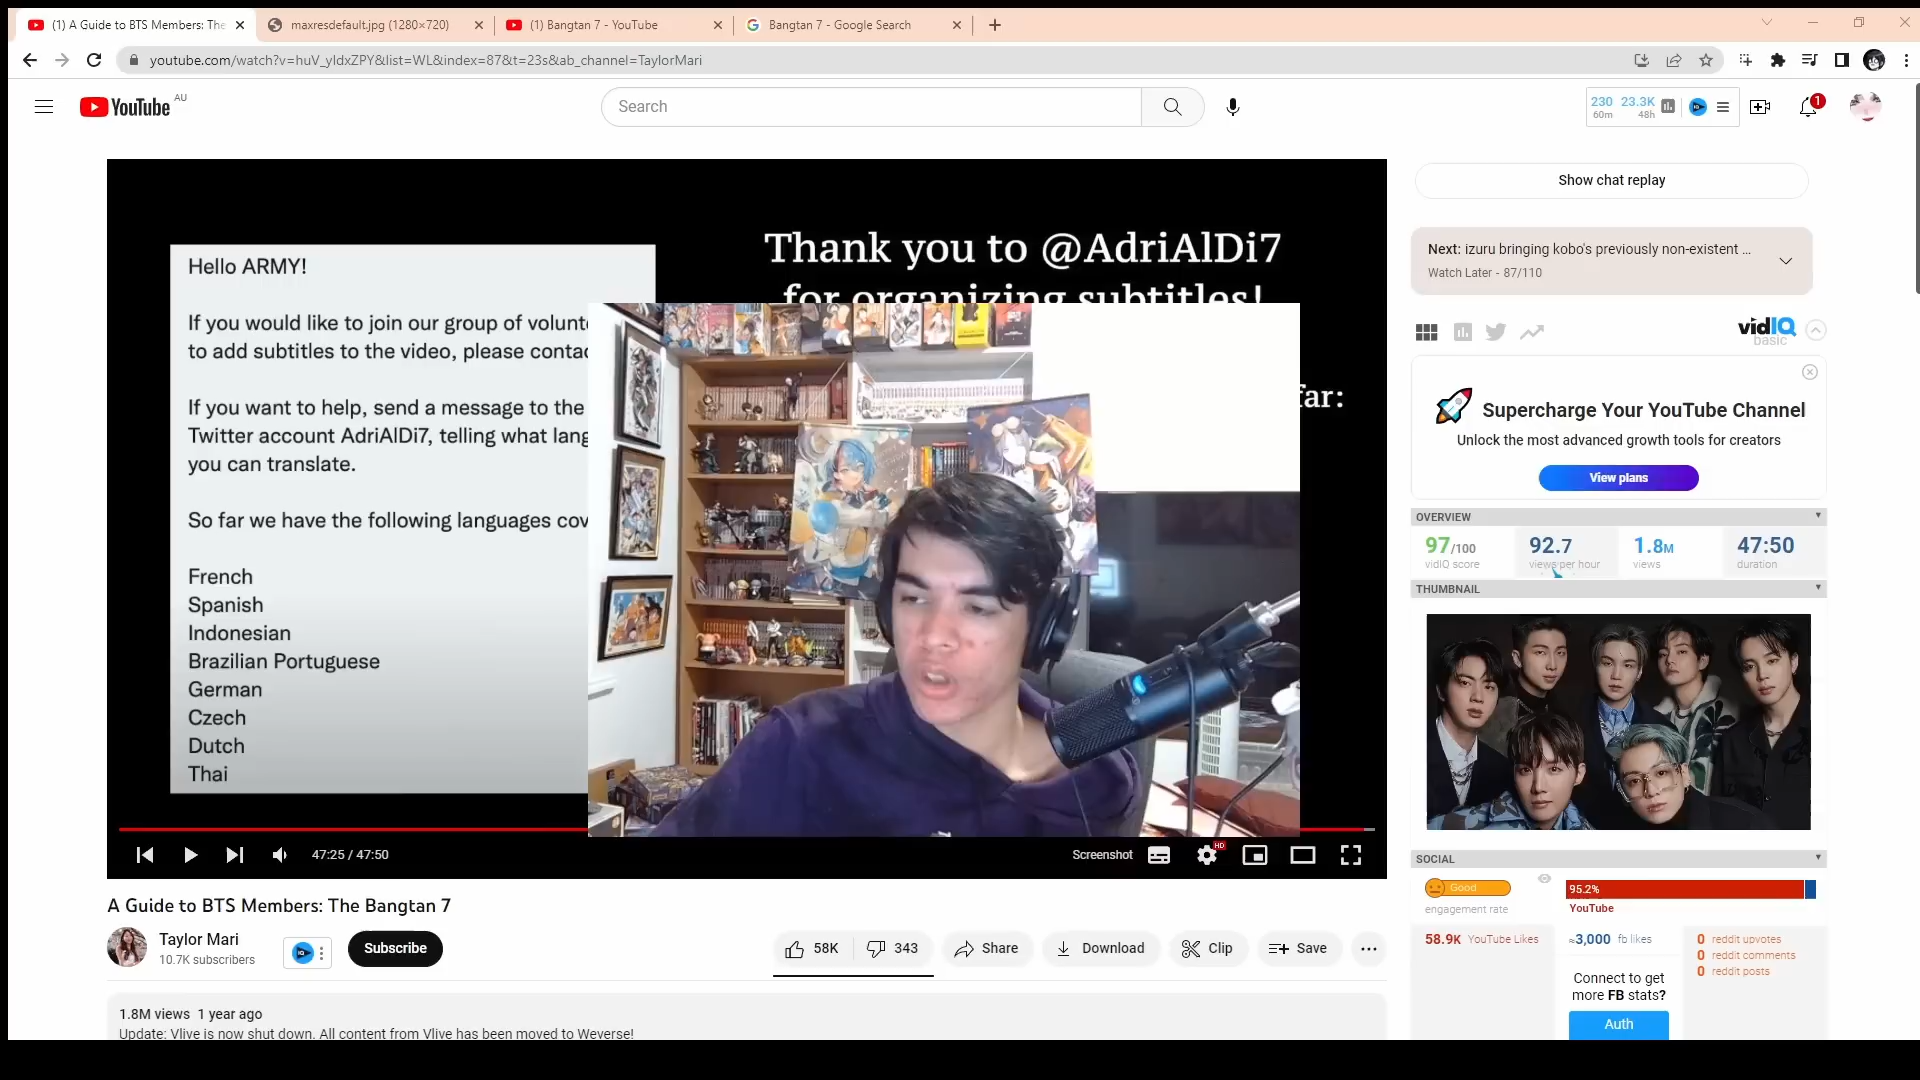 (1) A Guide to BTS Members: The
maxresdefault.jpg (1280×720)
(1) Bangtan 7 - YouTube
Bangtan 7 - Google Search
youtube.com/watch?v=huV_yldxZPY&list=WL&index=87&t=23s&ab_channel=TaylorMari
YouTube AU
Search
230 23.3K
60m 48h
1
Hello ARMY!
If you would like to join our group of volunt
to add subtitles to the video, please contac
If you want to help, send a message to the
Twitter account AdriAlDi7, telling what lang
you can translate.
So far we have the following languages cov
French
Spanish
Indonesian
Brazilian Portuguese
German
Czech
Dutch
Thai
Thank you to @AdriAlDi7
for organizing subtitles!
far:
47:25 / 47:50
Screenshot
HD
A Guide to BTS Members: The Bangtan 7
Taylor Mari
10.7K subscribers
Subscribe
58K
343
Share
Download
Clip
Save
1.8M views 1 year ago
Update: Vlive is now shut down. All content from Vlive has been moved to Weverse!
Show chat replay
Next: izuru bringing kobo's previously non-existent ...
Watch Later - 87/110
vidIQ
basic
Supercharge Your YouTube Channel
Unlock the most advanced growth tools for creators
View plans
OVERVIEW
97/100 92.7 1.8M 47:50
vidIQ score views per hour views duration
THUMBNAIL
SOCIAL
Good
engagement rate
95.2%
YouTube
58.9K YouTube Likes
≈3,000 fb likes
0 reddit upvotes
0 reddit comments
0 reddit posts
Connect to get
more FB stats?
Auth